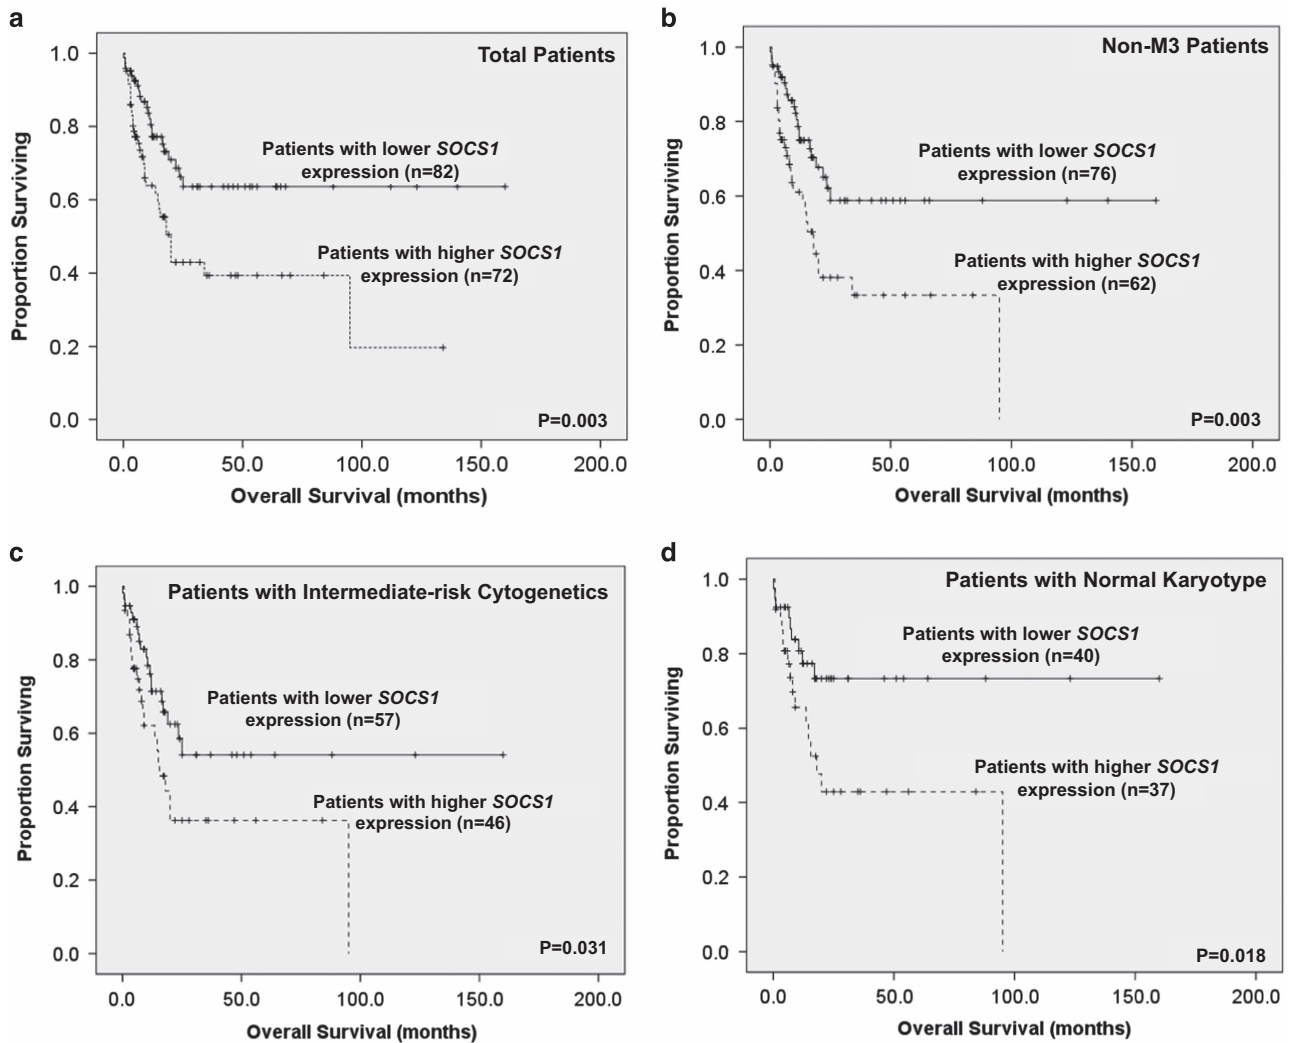 a
Total Patients
1.0
0.8
0.6
0.4
0.2
0.0
Proportion Surviving
Patients with lower SOCS1
expression (n=82)
Patients with higher SOCS1
expression (n=72)
P=0.003
0.0 50.0 100.0 150.0 200.0
Overall Survival (months)
b
Non-M3 Patients
1.0
0.8
0.6
0.4
0.2
0.0
Proportion Surviving
Patients with lower SOCS1
expression (n=76)
Patients with higher SOCS1
expression (n=62)
P=0.003
0.0 50.0 100.0 150.0 200.0
Overall Survival (months)
c
Patients with Intermediate-risk Cytogenetics
1.0
0.8
0.6
0.4
0.2
0.0
Proportion Surviving
Patients with lower SOCS1
expression (n=57)
Patients with higher SOCS1
expression (n=46)
P=0.031
0.0 50.0 100.0 150.0 200.0
Overall Survival (months)
d
Patients with Normal Karyotype
1.0
0.8
0.6
0.4
0.2
0.0
Proportion Surviving
Patients with lower SOCS1
expression (n=40)
Patients with higher SOCS1
expression (n=37)
P=0.018
0.0 50.0 100.0 150.0 200.0
Overall Survival (months)